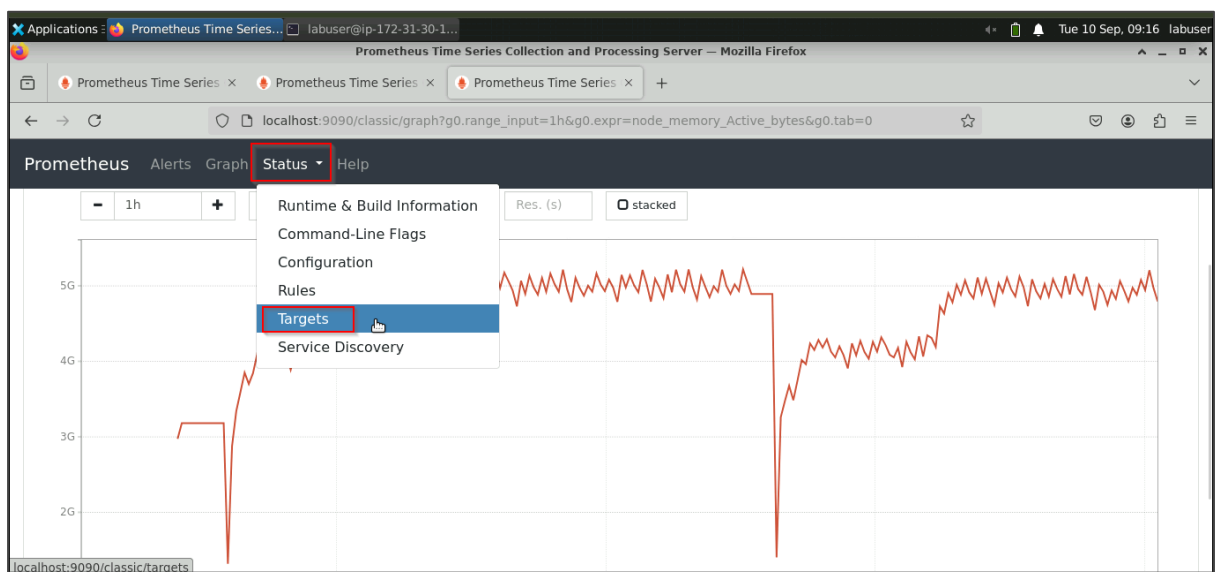 Applications Prometheus Time Series... labuser@ip-172-31-30-1... Tue 10 Sep, 09:16 labuser
Prometheus Time Series Collection and Processing Server — Mozilla Firefox
Prometheus Time Series × Prometheus Time Series × Prometheus Time Series × +
localhost:9090/classic/graph?g0.range_input=1h&g0.expr=node_memory_Active_bytes&g0.tab=0
Prometheus Alerts Graph Status Help
- 1h + Res. (s) stacked
Runtime & Build Information
Command-Line Flags
Configuration
Rules
Targets
Service Discovery
5G
4G
3G
2G
localhost:9090/classic/targets